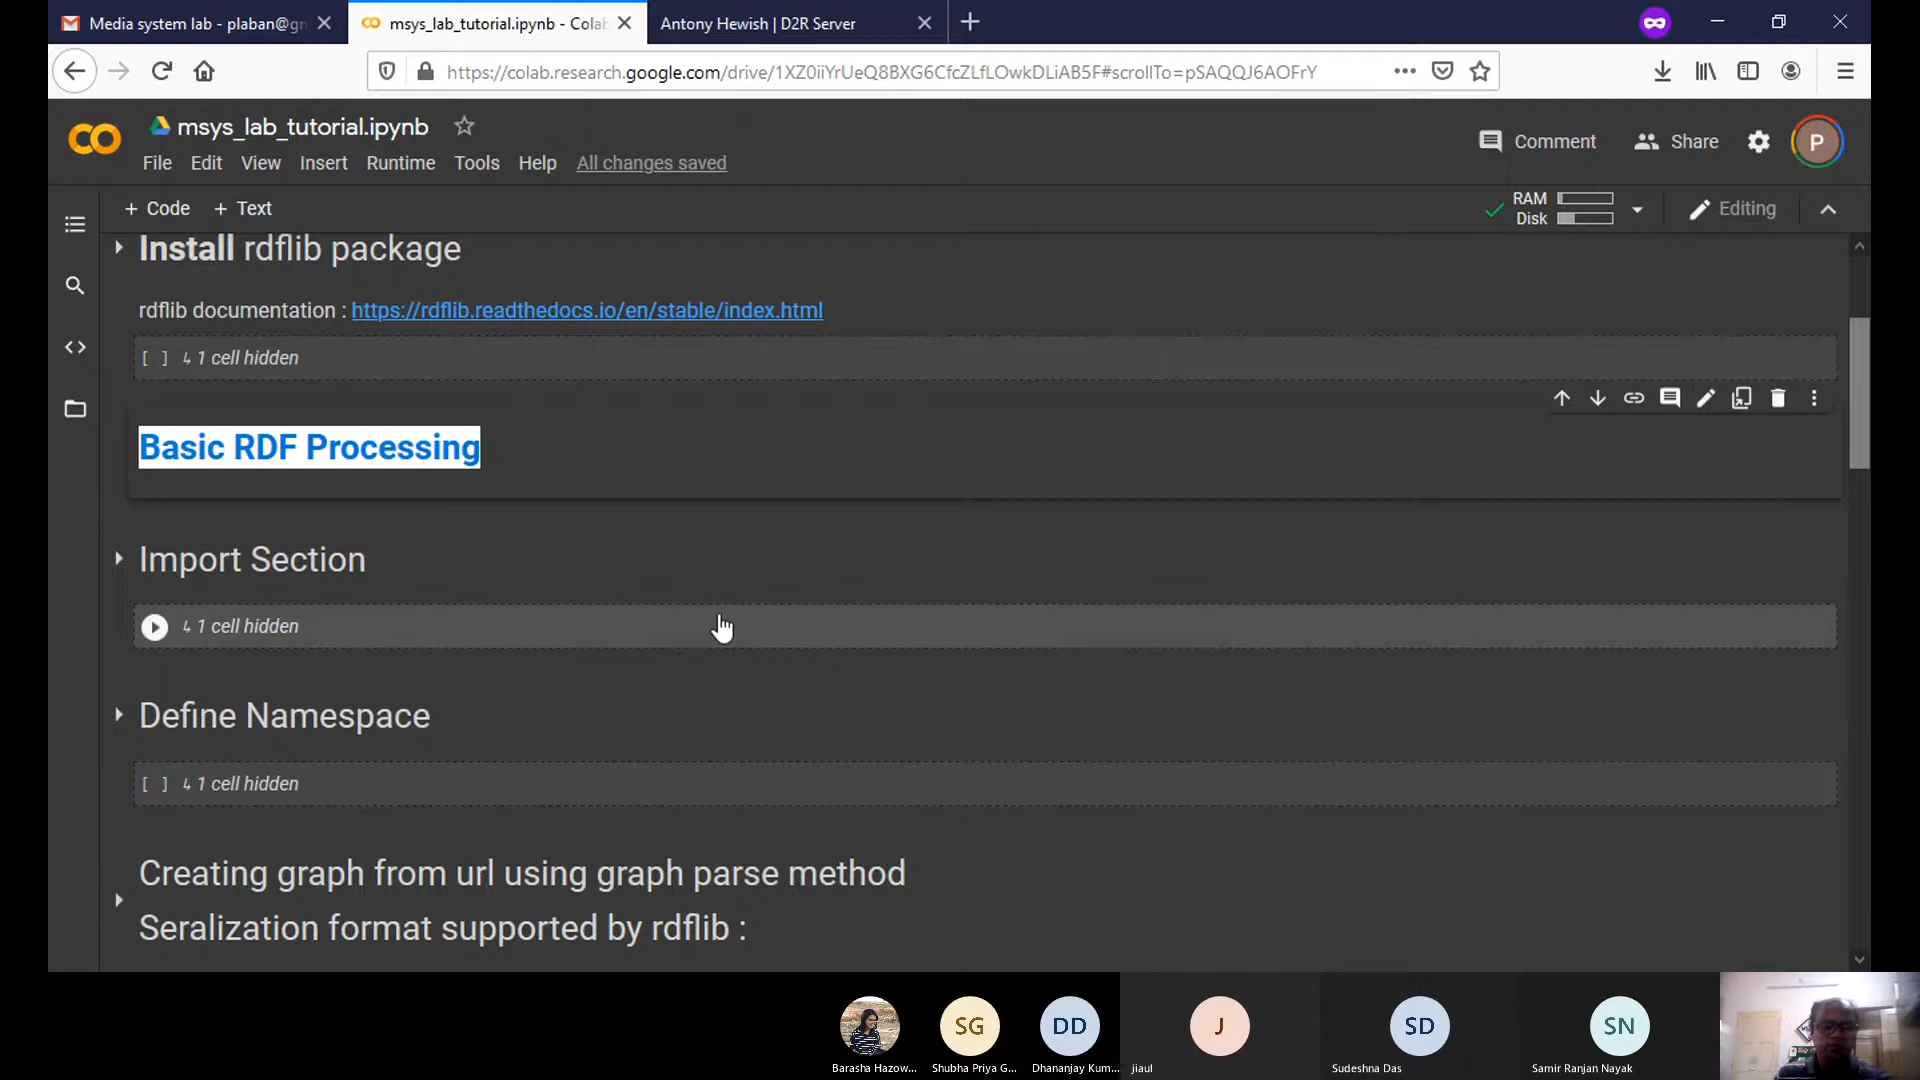 Media system lab - plaban@gn
msys_lab_tutorial.ipynb - Colab
Antony Hewish | D2R Server
https://colab.research.google.com/drive/1XZ0iiYrUeQ8BXG6CfcZLfLOwkDLiAB5F#scrollTo=pSAQQJ6AOFrY
CO
msys_lab_tutorial.ipynb
Comment
Share
P
File Edit View Insert Runtime Tools Help All changes saved
+ Code + Text
RAM
Disk
Editing
Install rdflib package
rdflib documentation : https://rdflib.readthedocs.io/en/stable/index.html
[ ] ↳ 1 cell hidden
Basic RDF Processing
Import Section
↳ 1 cell hidden
Define Namespace
[ ] ↳ 1 cell hidden
Creating graph from url using graph parse method
Seralization format supported by rdflib :
SG
DD
J
SD
SN
Barasha Hazow...
Shubha Priya G...
Dhananjay Kum...
jiaul
Sudeshna Das
Samir Ranjan Nayak